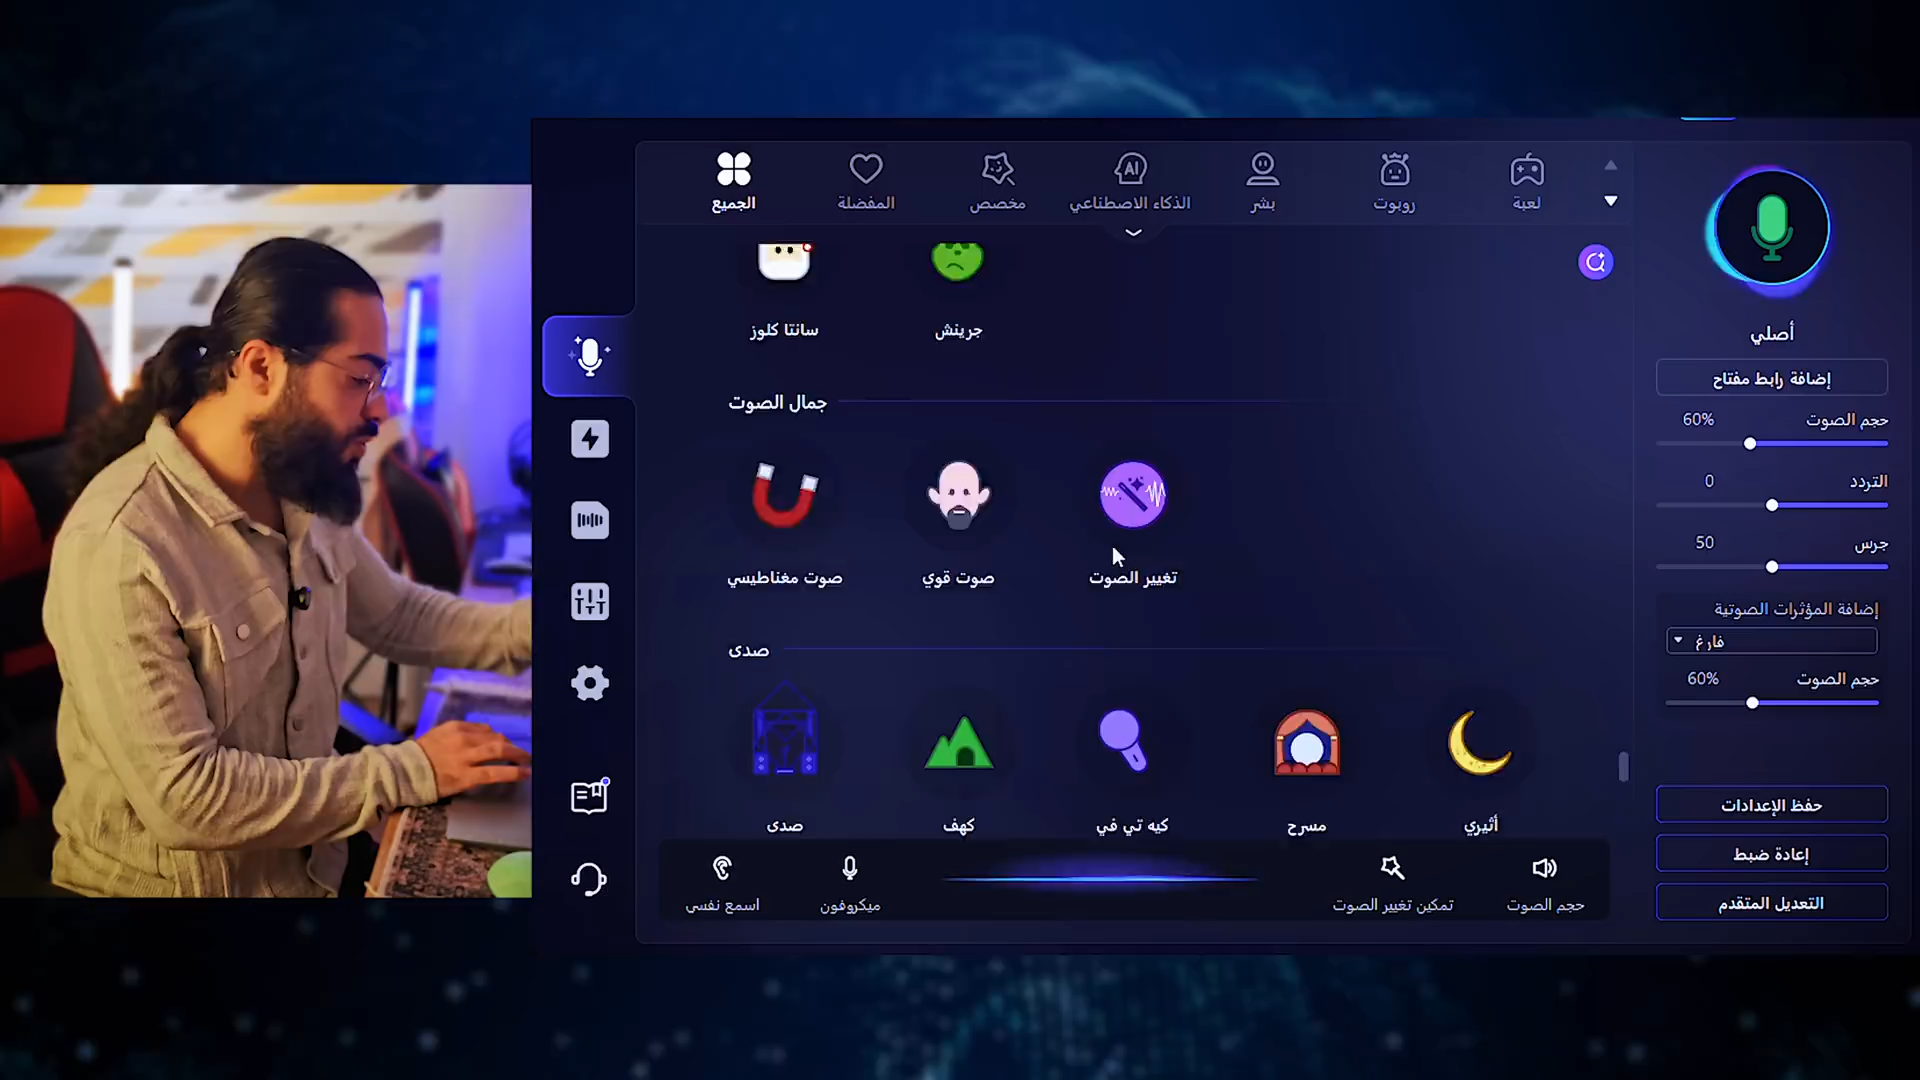 الجميع
المفضلة
مخصص
الذكاء الاصطناعي
AI
بشر
روبوت
لعبة
سانتا كلوز
جرينش
جمال الصوت
صوت مغناطيسي
صوت قوي
تغيير الصوت
صدى
صدى
كهف
كيه تي في
مسرح
أثيري
اسمع نفسي
ميكروفون
تمكين تغيير الصوت
حجم الصوت
أصلي
إضافة رابط مفتاح
حجم الصوت 60%
التردد 0
جرس 50
إضافة المؤثرات الصوتية
فارغ
حجم الصوت 60%
حفظ الإعدادات
إعادة ضبط
التعديل المتقدم